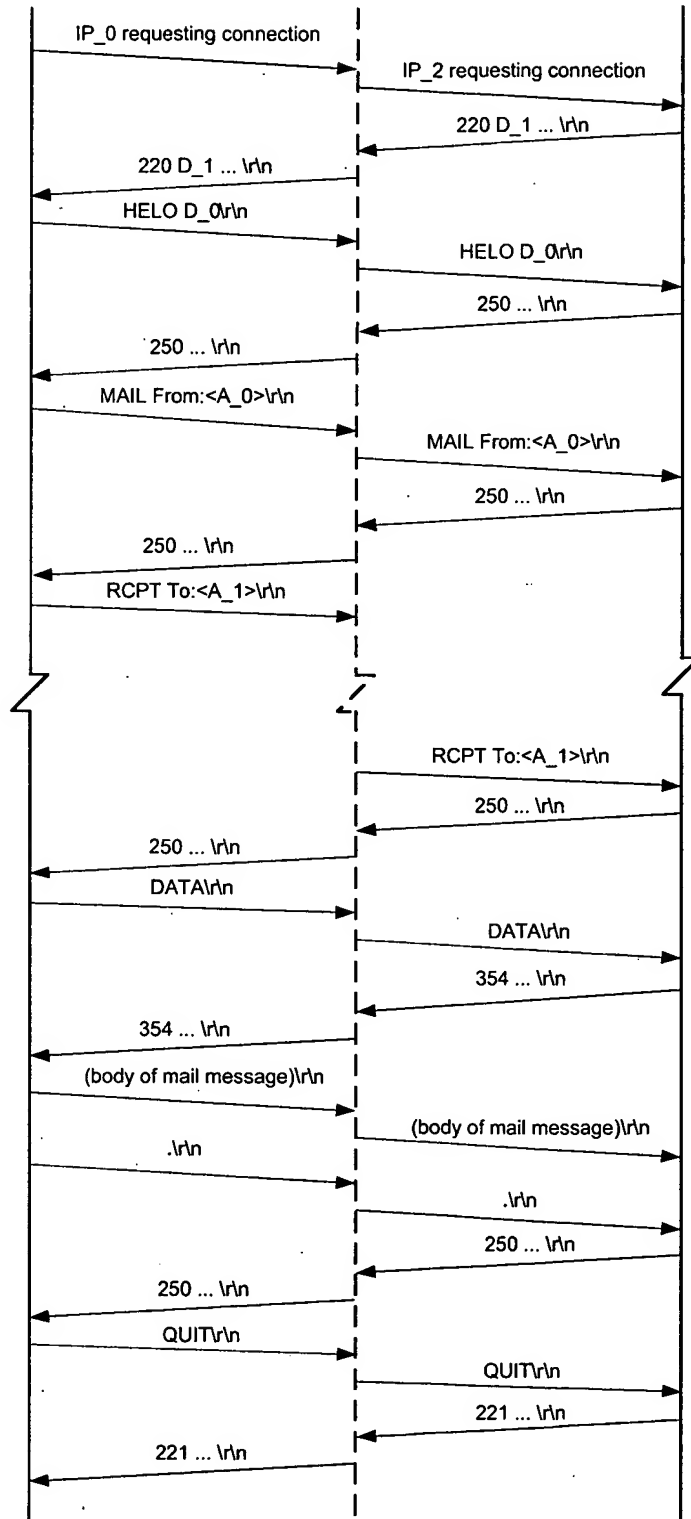 IP_0 requesting connection
IP_2 requesting connection
220 D_1 ... \r\n
220 D_1 ... \r\n
HELO D_0\r\n
HELO D_0\r\n
250 ... \r\n
250 ... \r\n
MAIL From:<A_0>\r\n
MAIL From:<A_0>\r\n
250 ... \r\n
250 ... \r\n
RCPT To:<A_1>\r\n
RCPT To:<A_1>\r\n
250 ... \r\n
250 ... \r\n
DATA\r\n
DATA\r\n
354 ... \r\n
354 ... \r\n
(body of mail message)\r\n
(body of mail message)\r\n
.\r\n
.\r\n
250 ... \r\n
250 ... \r\n
QUIT\r\n
QUIT\r\n
221 ... \r\n
221 ... \r\n